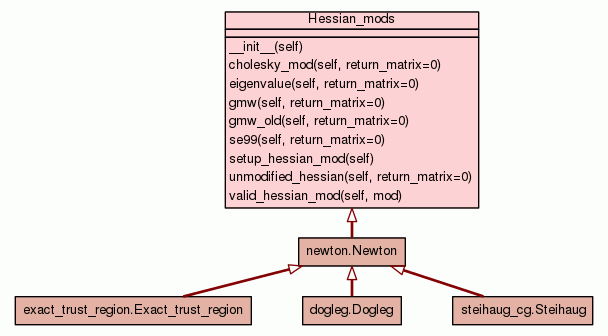 Hessian_mods
__init__(self)
cholesky_mod(self, return_matrix=0)
eigenvalue(self, return_matrix=0)
gmw(self, return_matrix=0)
gmw_old(self, return_matrix=0)
se99(self, return_matrix=0)
setup_hessian_mod(self)
unmodified_hessian(self, return_matrix=0)
valid_hessian_mod(self, mod)
newton.Newton
exact_trust_region.Exact_trust_region
dogleg.Dogleg
steihaug_cg.Steihaug